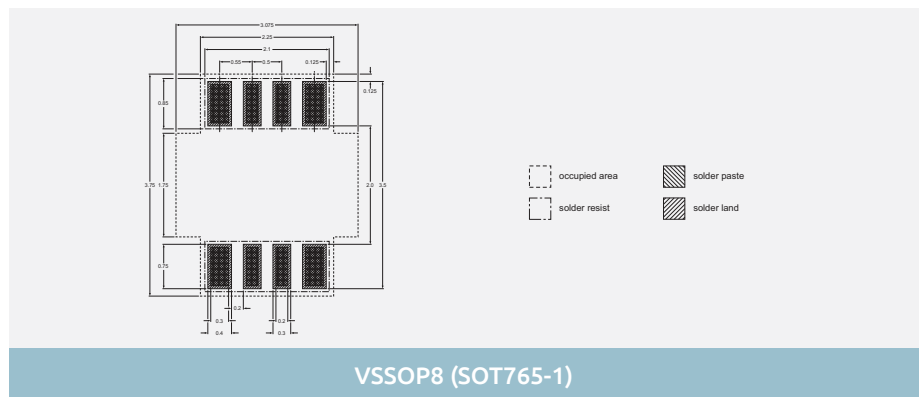 3.075
2.25
2.1
0.55 0.5 0.125
0.125
0.85
3.75 1.75 2.0 3.5
0.75
0.2
0.3 0.2
0.4 0.3
occupied area solder paste
solder resist solder land
VSSOP8 (SOT765-1)